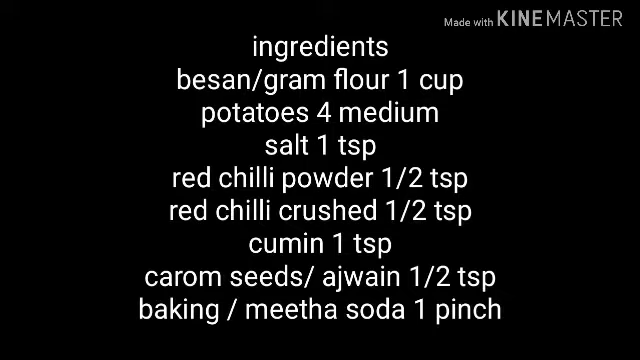 Made with KINEMASTER
ingredients
besan/gram flour 1 cup
potatoes 4 medium
salt 1 tsp
red chilli powder 1/2 tsp
red chilli crushed 1/2 tsp
cumin 1 tsp
carom seeds/ ajwain 1/2 tsp
baking / meetha soda 1 pinch